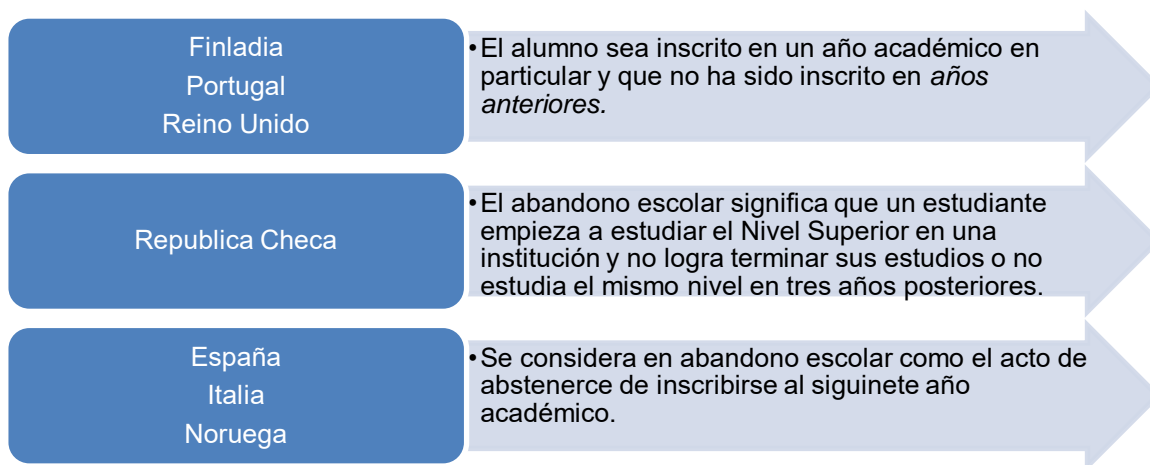 Finladia
Portugal
Reino Unido
•El alumno sea inscrito en un año académico en
particular y que no ha sido inscrito en años
anteriores.
Republica Checa
•El abandono escolar significa que un estudiante
empieza a estudiar el Nivel Superior en una
institución y no logra terminar sus estudios o no
estudia el mismo nivel en tres años posteriores.
España
Italia
Noruega
•Se considera en abandono escolar como el acto de
abstenerce de inscribirse al siguinete año
académico.